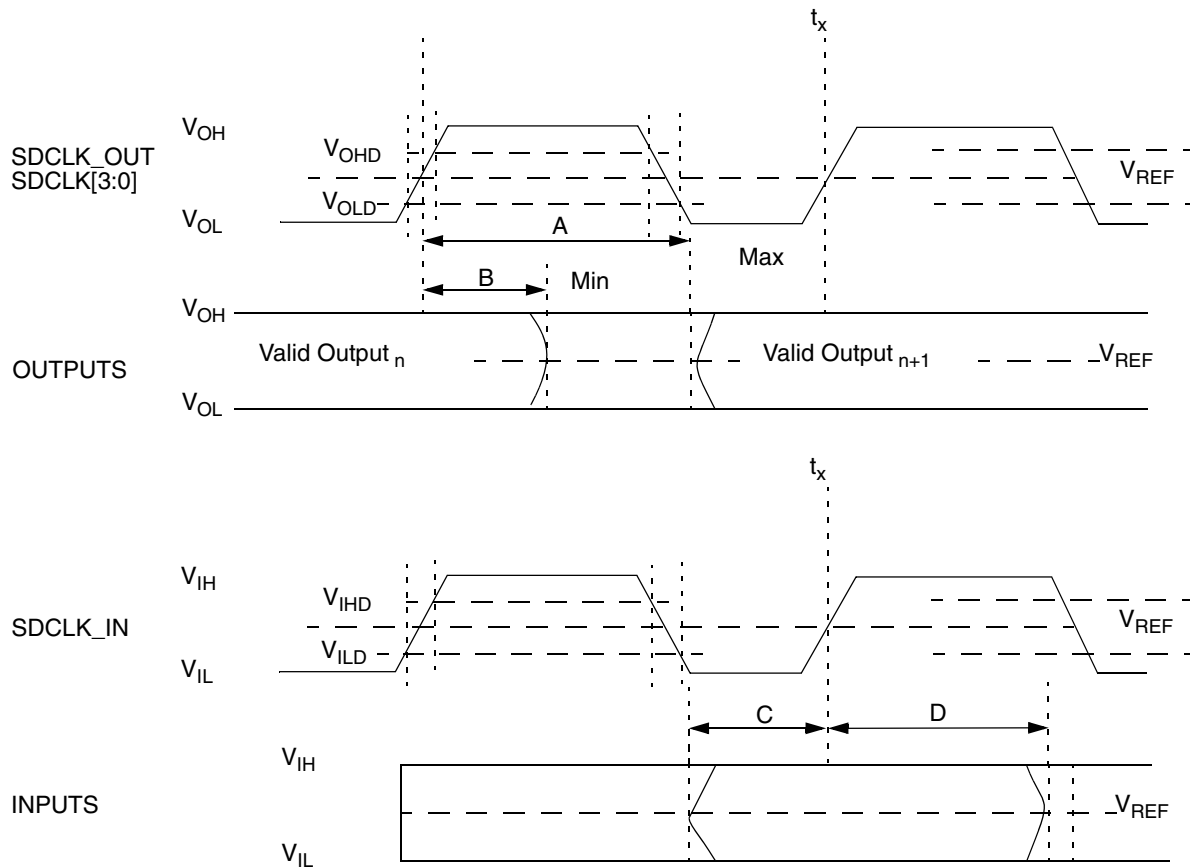 tx
VOH
SDCLK_OUT
SDCLK[3:0]
VOHD
VREF
VOLD
VOL
A
Max
B
Min
VOH
Valid Output n
Valid Output n+1
OUTPUTS
VREF
VOL
tx
VIH
VIHD
SDCLK_IN
VREF
VILD
VIL
C
D
VIH
INPUTS
VREF
VIL